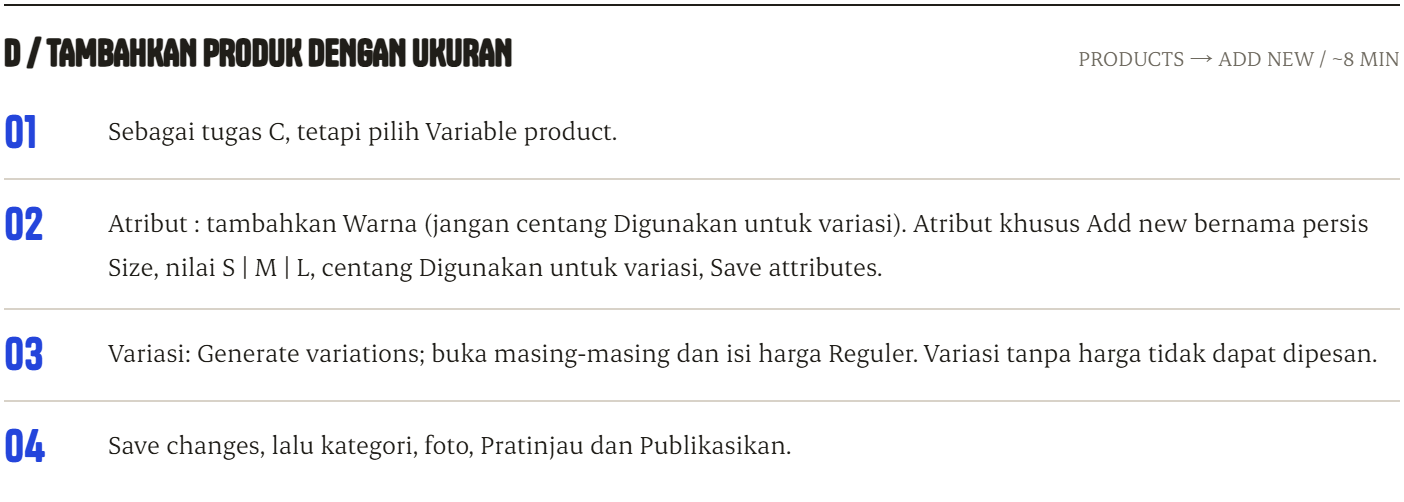 D / TAMBAHKAN PRODUK DENGAN UKURAN
PRODUCTS → ADD NEW / ~8 MIN
01
Sebagai tugas C, tetapi pilih Variable product.
02
Atribut : tambahkan Warna (jangan centang Digunakan untuk variasi). Atribut khusus Add new bernama persis
Size, nilai S | M | L, centang Digunakan untuk variasi, Save attributes.
03
Variasi: Generate variations; buka masing-masing dan isi harga Reguler. Variasi tanpa harga tidak dapat dipesan.
04
Save changes, lalu kategori, foto, Pratinjau dan Publikasikan.